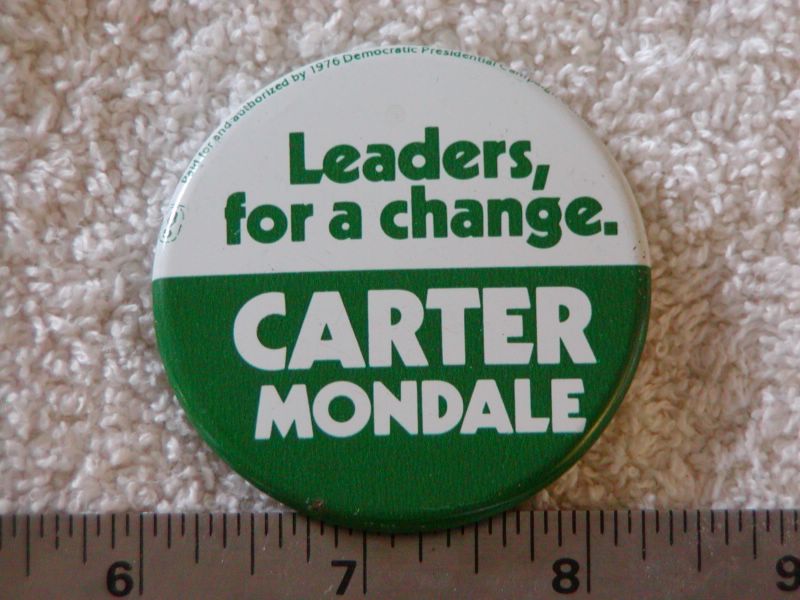 Paid for and authorized by 1976 Democratic Presidential Campaign
Leaders,
for a change.
CARTER
MONDALE
6 7 8 9